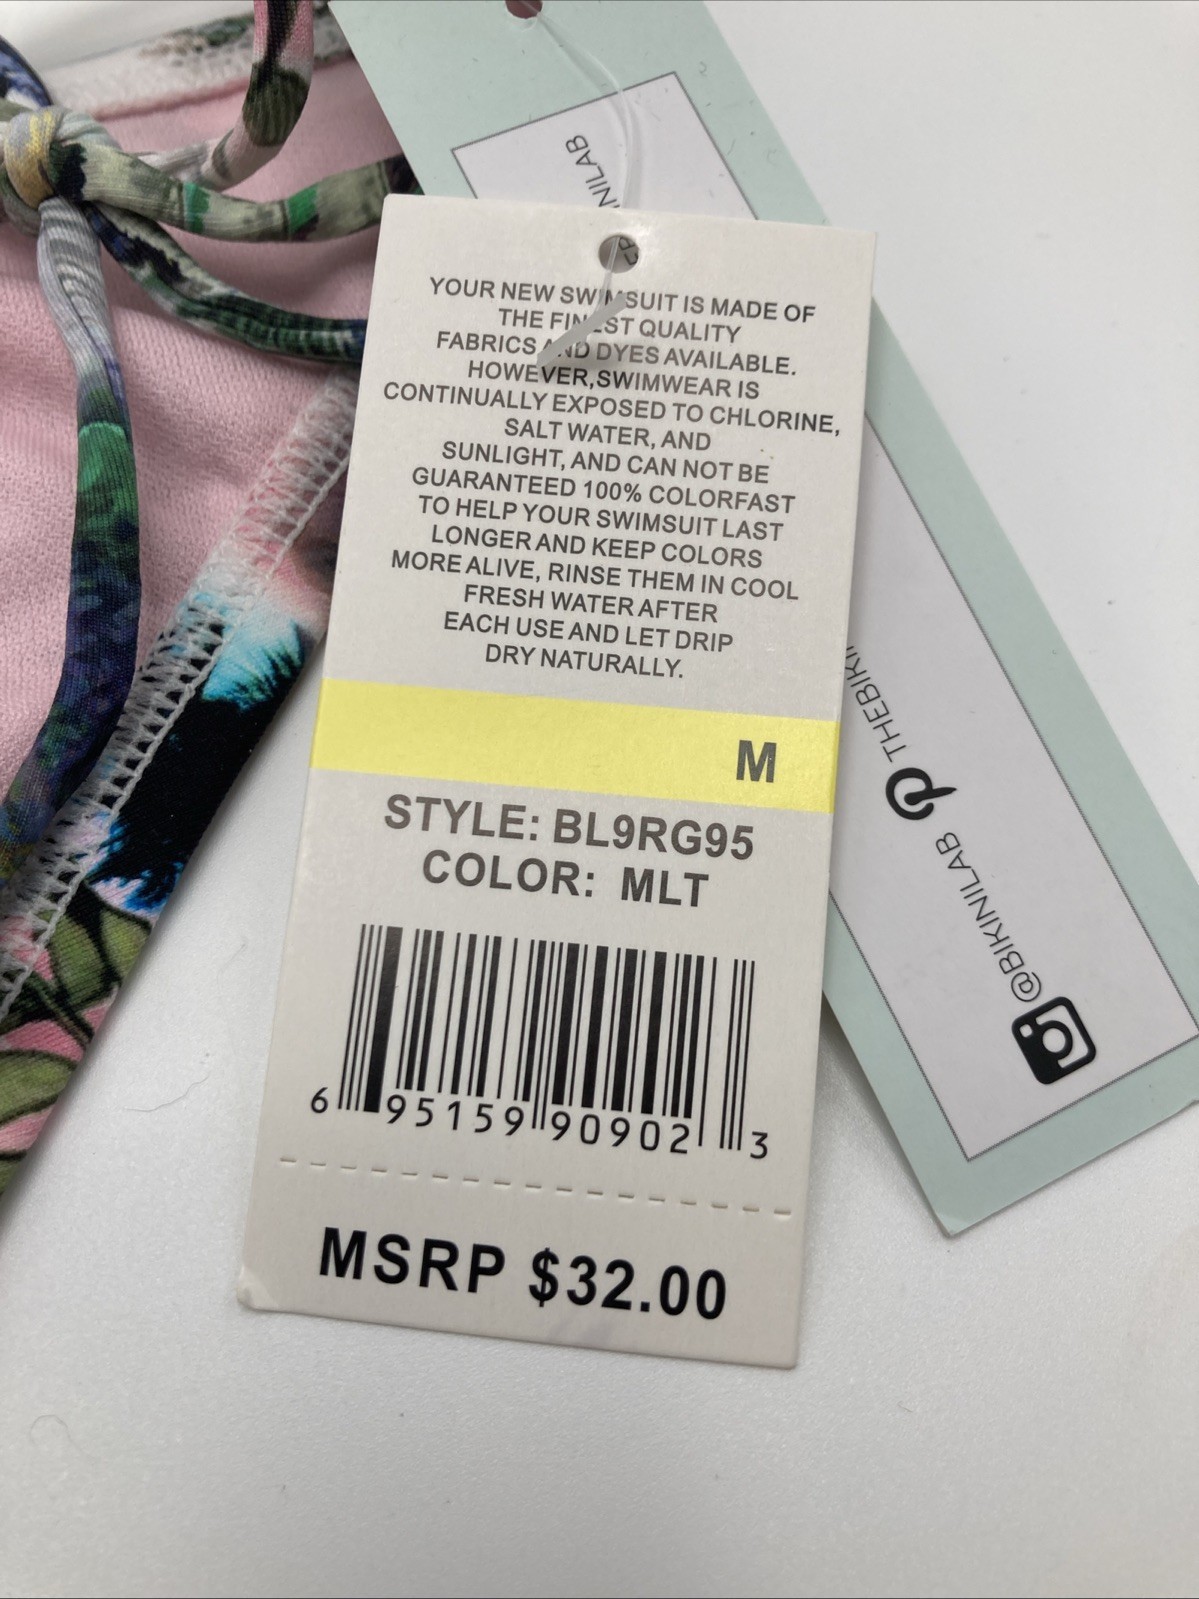 YOUR NEW SWIMSUIT IS MADE OF
THE FINEST QUALITY
FABRICS AND DYES AVAILABLE.
HOWEVER,SWIMWEAR IS
CONTINUALLY EXPOSED TO CHLORINE,
SALT WATER, AND
SUNLIGHT, AND CAN NOT BE
GUARANTEED 100% COLORFAST
TO HELP YOUR SWIMSUIT LAST
LONGER AND KEEP COLORS
MORE ALIVE, RINSE THEM IN COOL
FRESH WATER AFTER
EACH USE AND LET DRIP
DRY NATURALLY.
M
STYLE: BL9RG95
COLOR: MLT
6 95159 90902 3
MSRP $32.00
INILAB
THEBIKI
@BIKINILAB